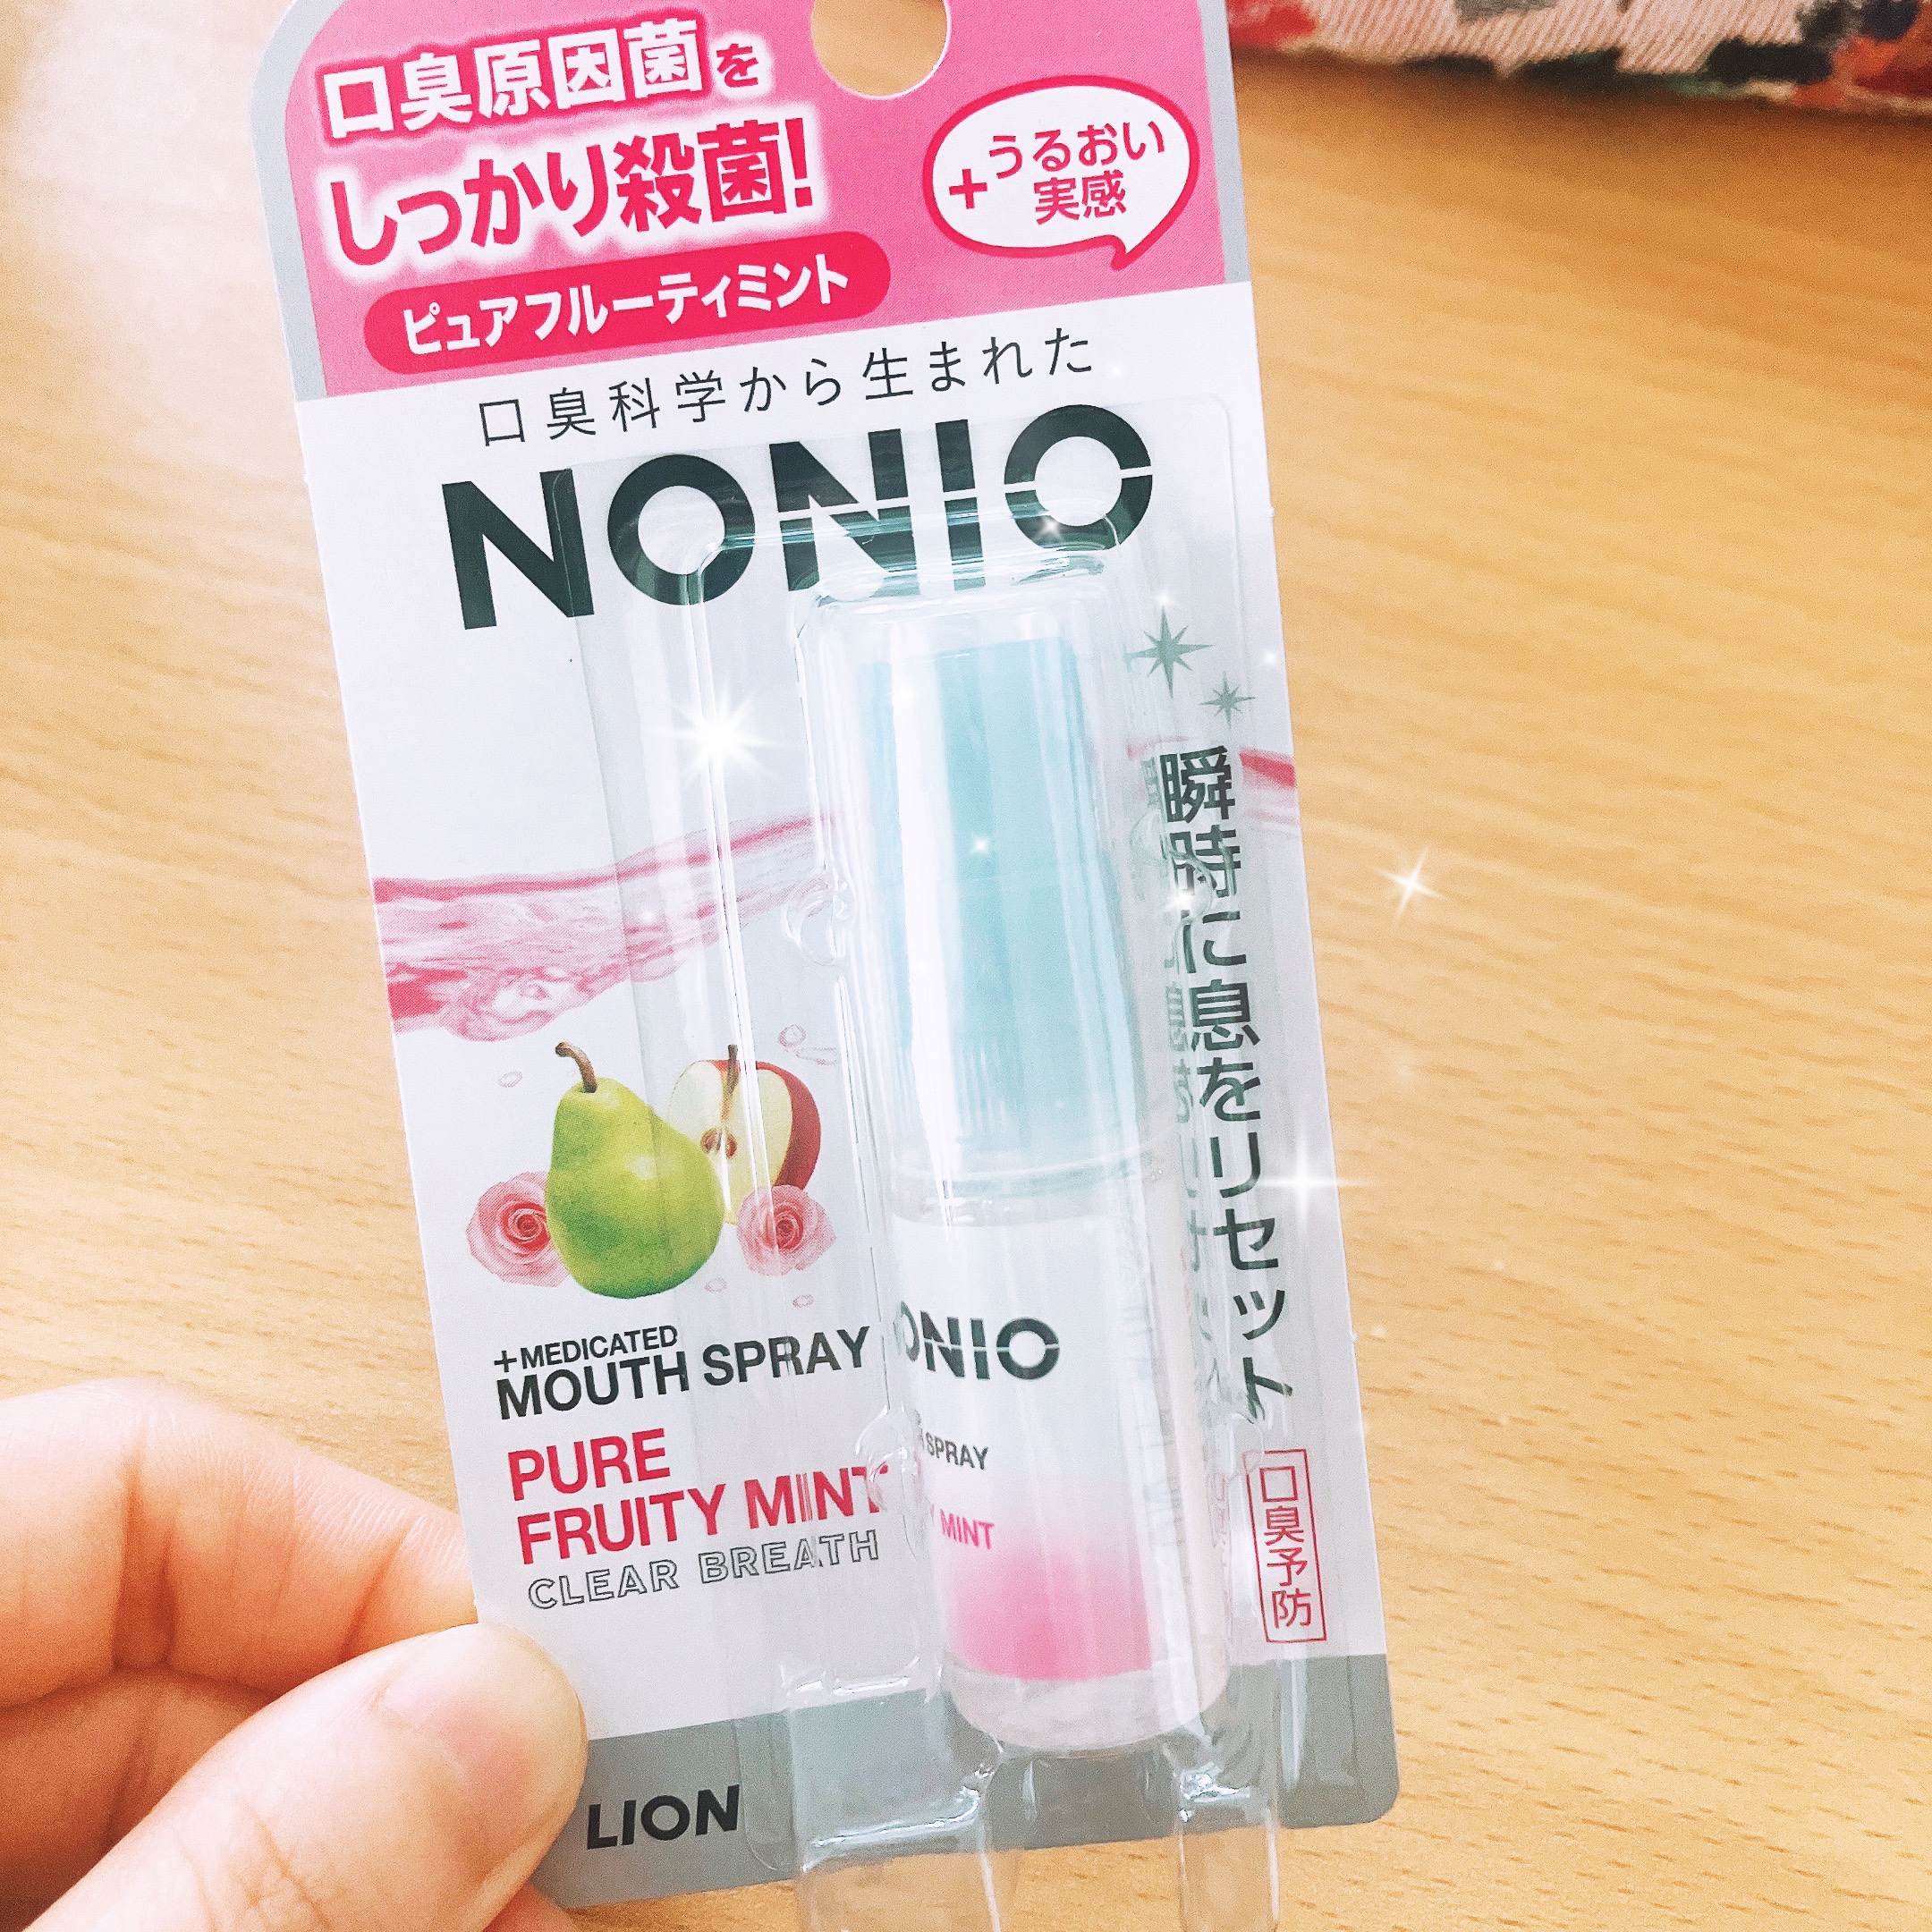 口臭原因菌を
しっかり殺菌!
+うるおい
実感
ピュアフルーティミント
口臭科学から生まれた
NONIO
瞬時に息をリセット
口臭予防
+MEDICATED
MOUTH SPRAY
PURE
FRUITY MINT
CLEAR BREATH
ONIO
SPRAY
MINT
LION